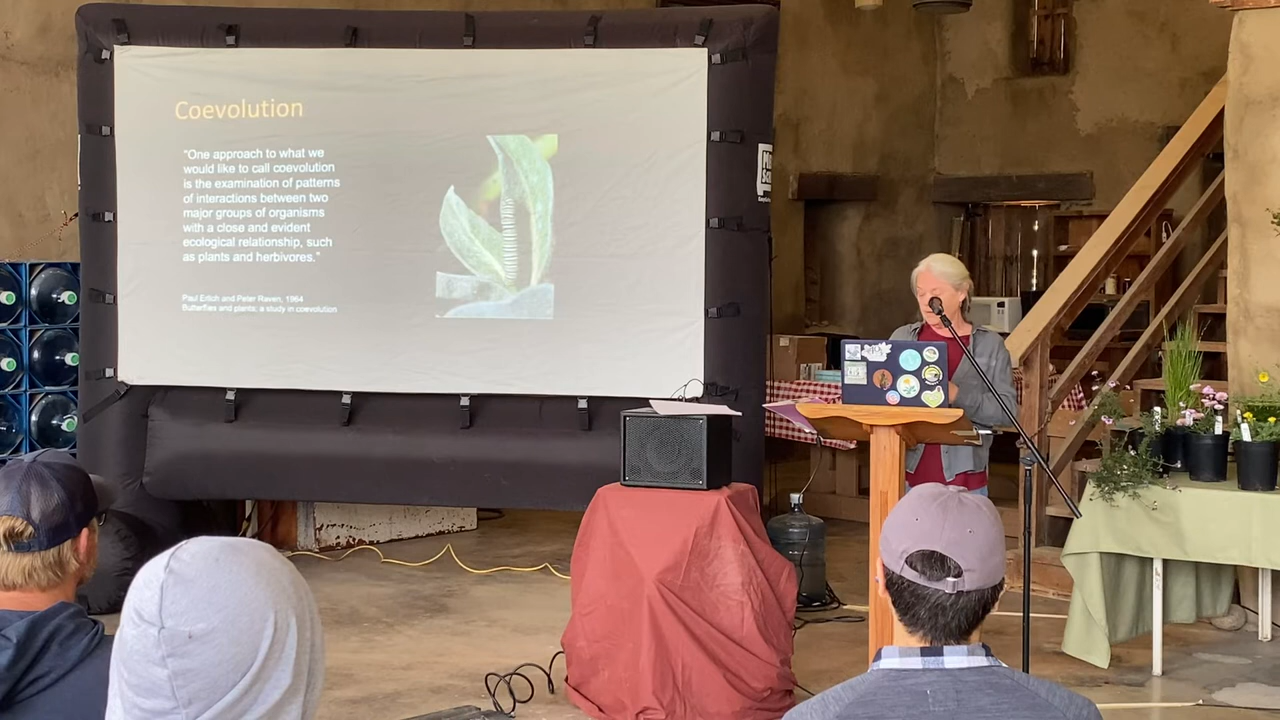 Coevolution
"One approach to what we
would like to call coevolution
is the examination of patterns
of interactions between two
major groups of organisms
with a close and evident
ecological relationship, such
as plants and herbivores."
Paul Erlich and Peter Raven, 1964
Butterflies and plants: a study in coevolution